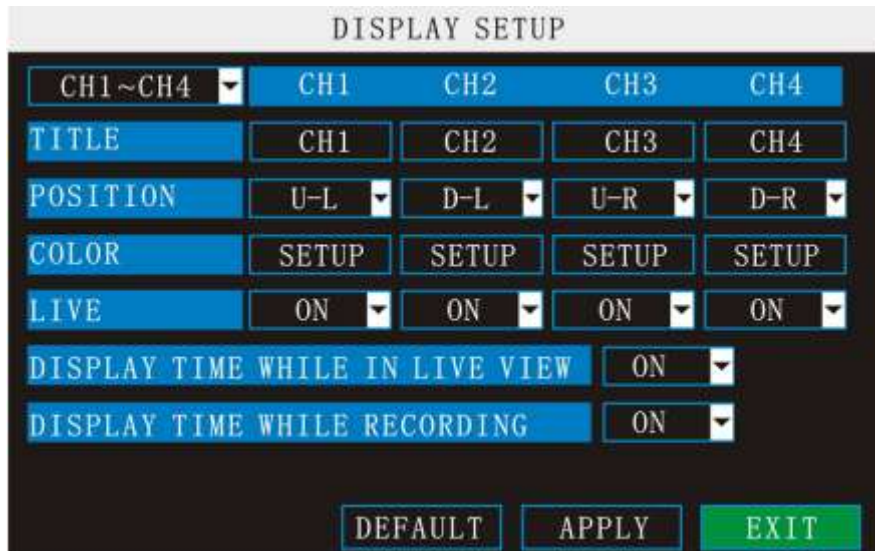 DISPLAY SETUP
CH1~CH4 CH1 CH2 CH3 CH4
TITLE CH1 CH2 CH3 CH4
POSITION U-L D-L U-R D-R
COLOR SETUP SETUP SETUP SETUP
LIVE ON ON ON ON
DISPLAY TIME WHILE IN LIVE VIEW ON
DISPLAY TIME WHILE RECORDING ON
DEFAULT APPLY EXIT